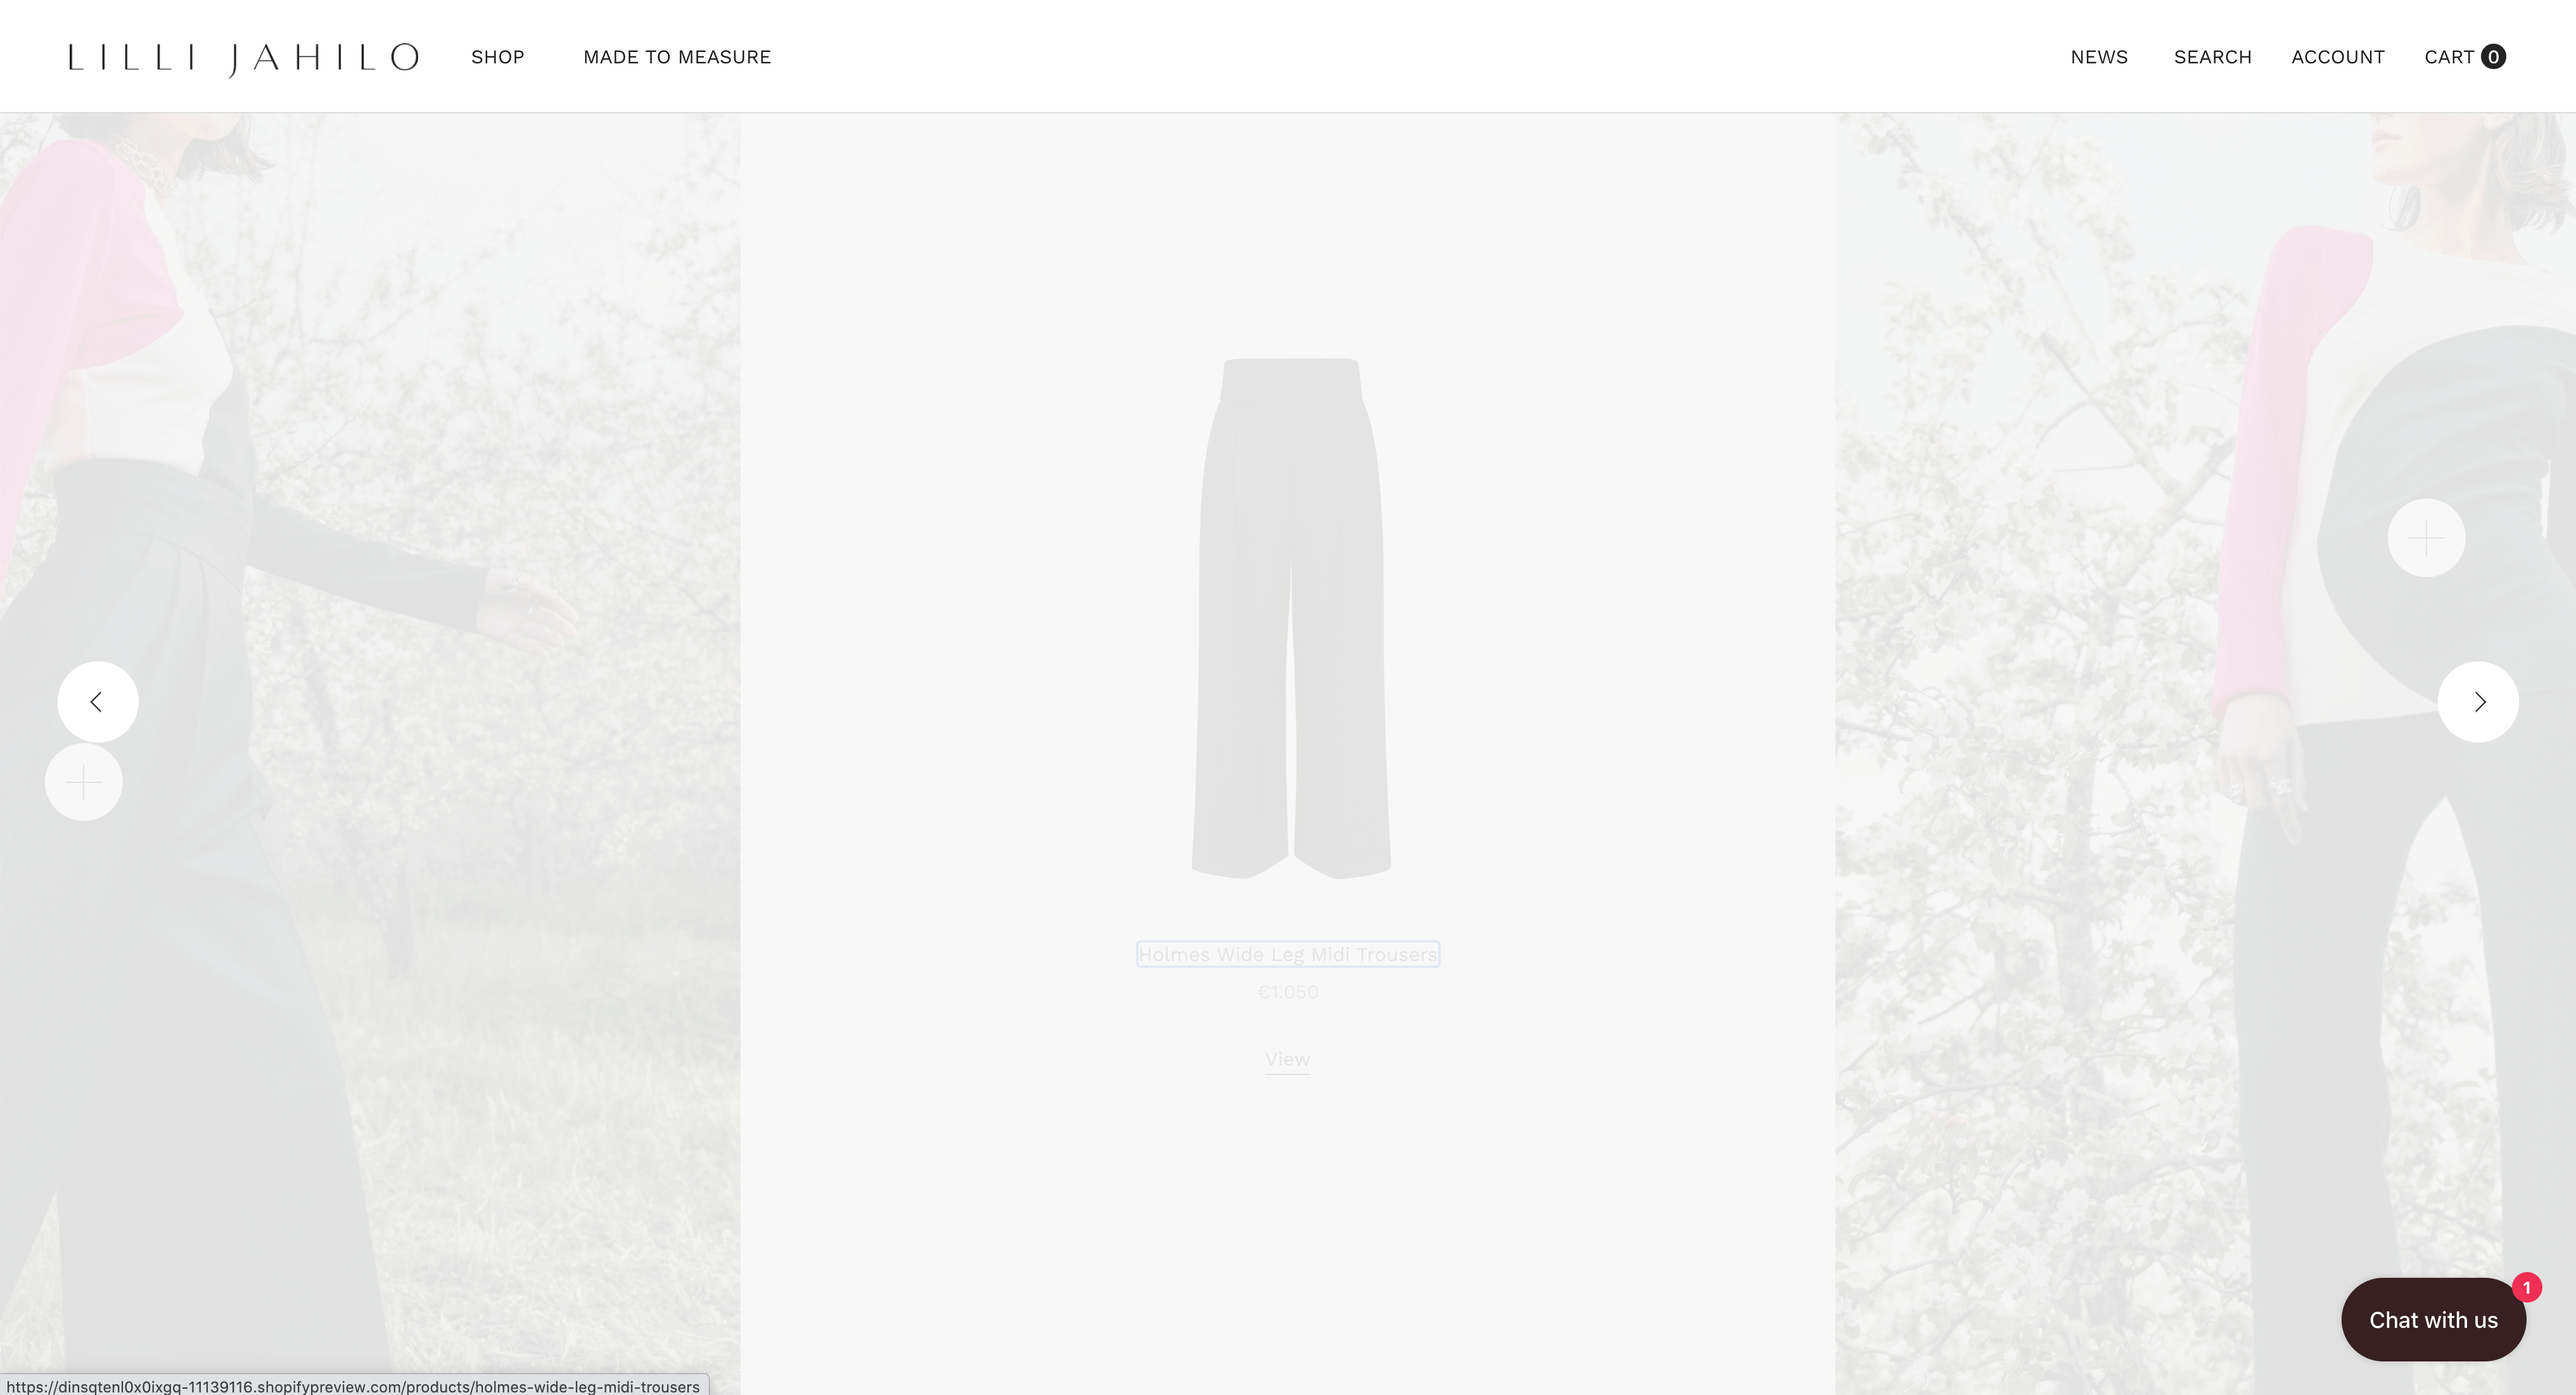 LILLI JAHILO
SHOP
MADE TO MEASURE
NEWS
SEARCH
ACCOUNT
CART 0
Holmes Wide Leg Midi Trousers
€1.050
View
1
Chat with us
https://dinsqtenl0x0ixgq-11139116.shopifypreview.com/products/holmes-wide-leg-midi-trousers